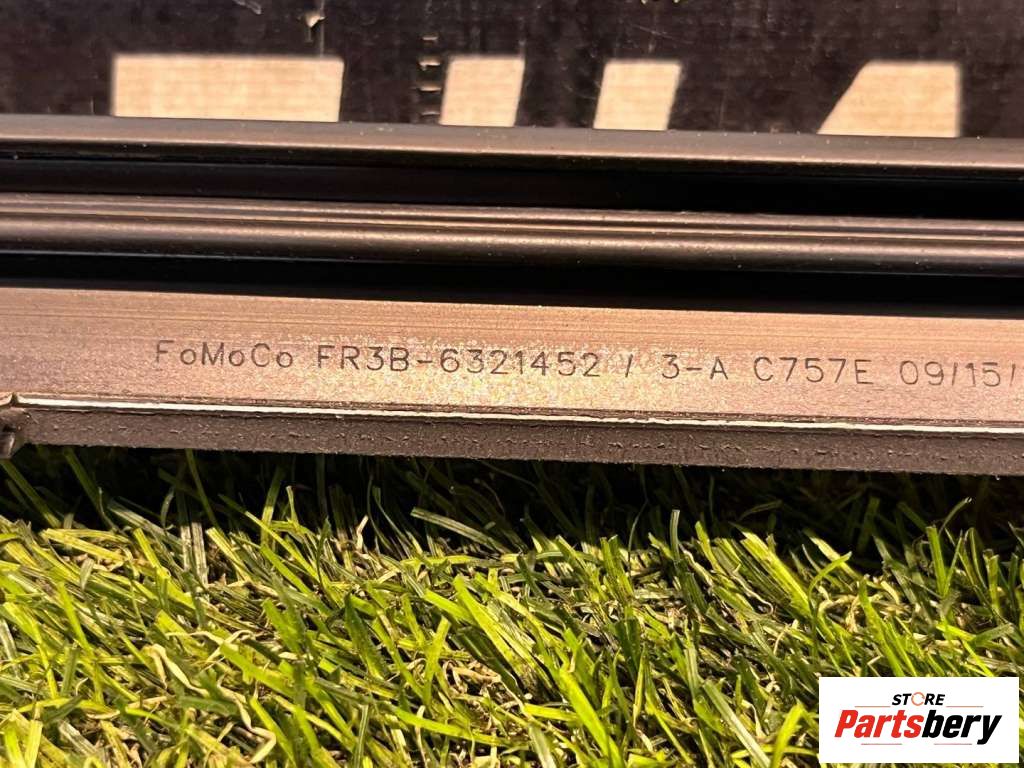 FoMoCo FR3B-6321452 / 3-A C757E 09/15/
STORE
Partsbery